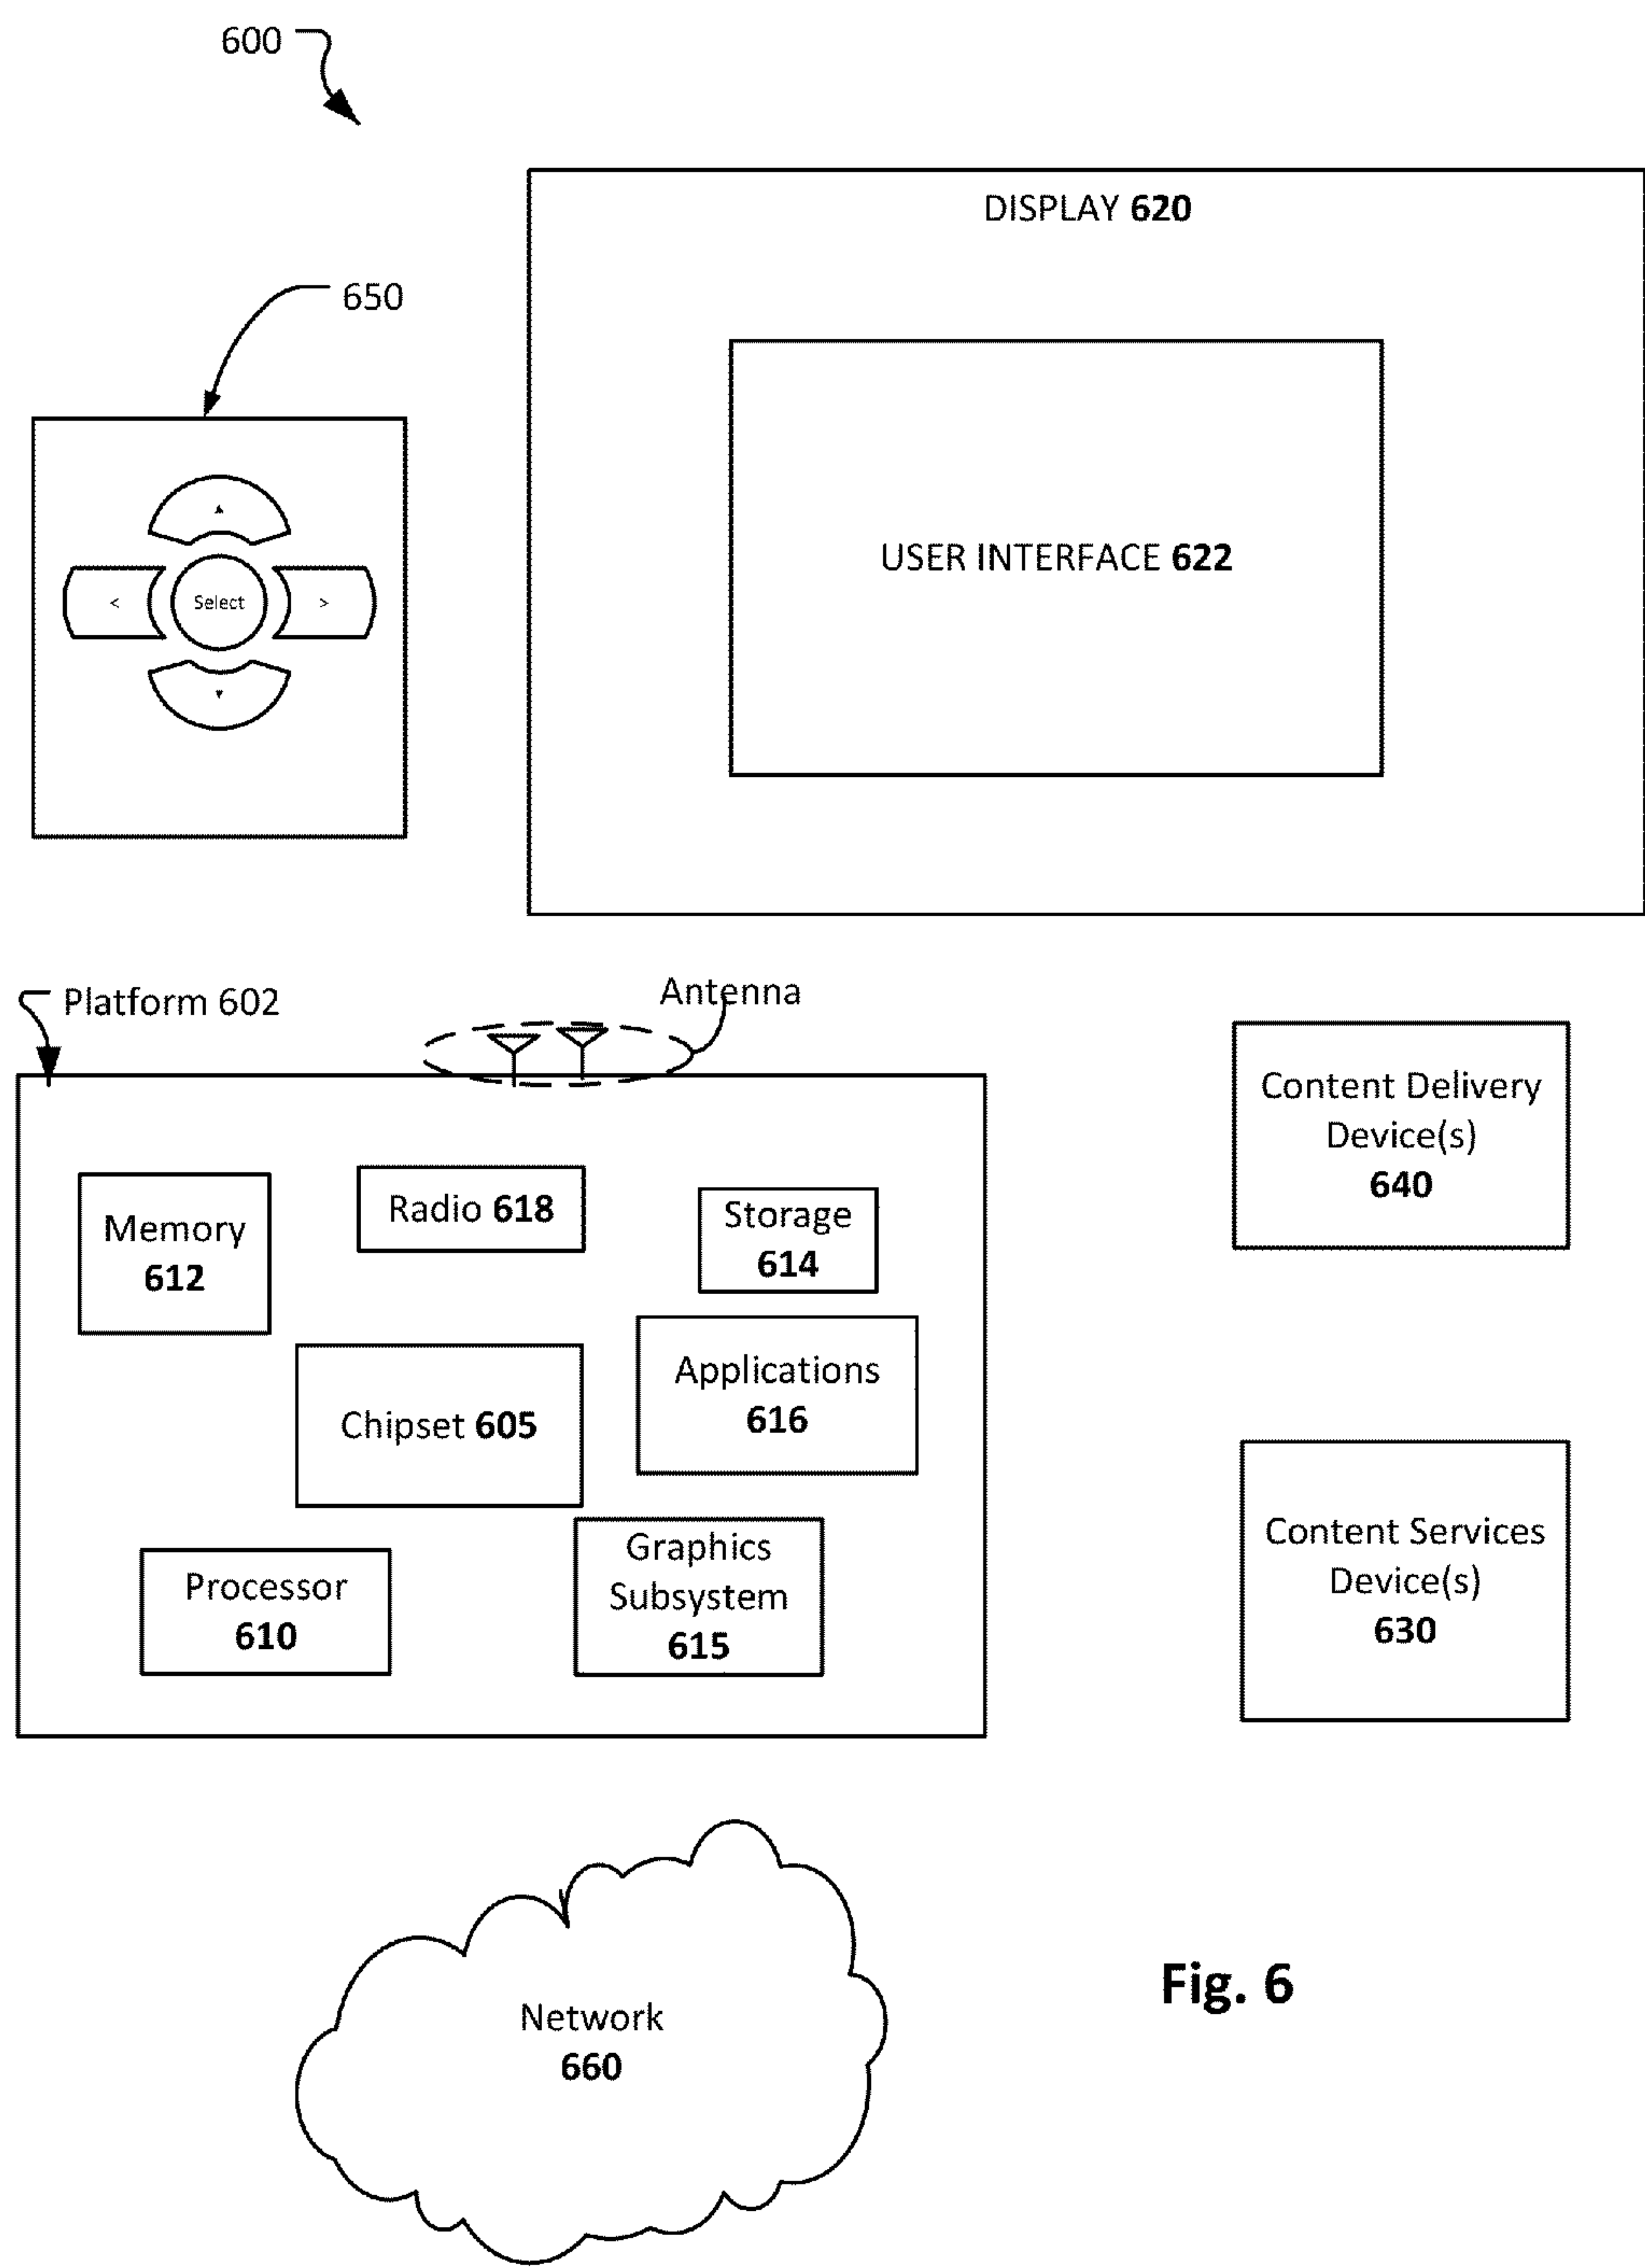 600
DISPLAY 620
650
USER INTERFACE 622
<
Select
>
Platform 602
Antenna
Content Delivery
Device(s)
640
Memory
612
Radio 618
Storage
614
Chipset 605
Applications
616
Content Services
Device(s)
630
Processor
610
Graphics
Subsystem
615
Network
660
Fig. 6